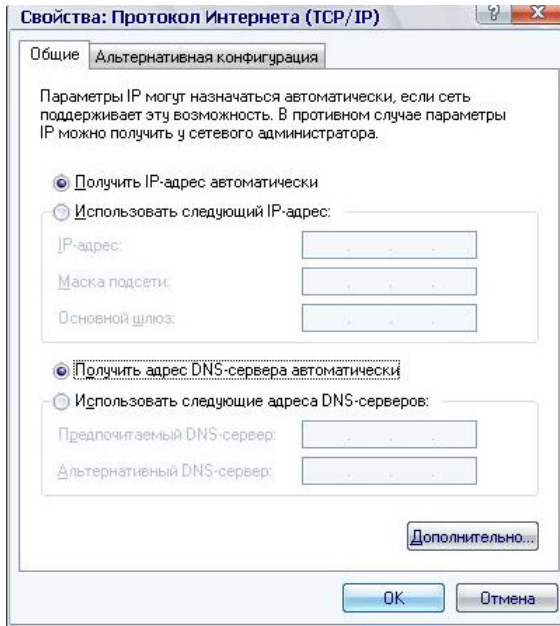 Свойства: Протокол Интернета (TCP/IP)
Общие
Альтернативная конфигурация
Параметры IP могут назначаться автоматически, если сеть
поддерживает эту возможность. В противном случае параметры
IP можно получить у сетевого администратора.
Получить IP-адрес автоматически
Использовать следующий IP-адрес:
IP-адрес:
Маска подсети:
Основной шлюз:
Получить адрес DNS-сервера автоматически
Использовать следующие адреса DNS-серверов:
Предпочитаемый DNS-сервер:
Альтернативный DNS-сервер:
Дополнительно...
OK
Отмена